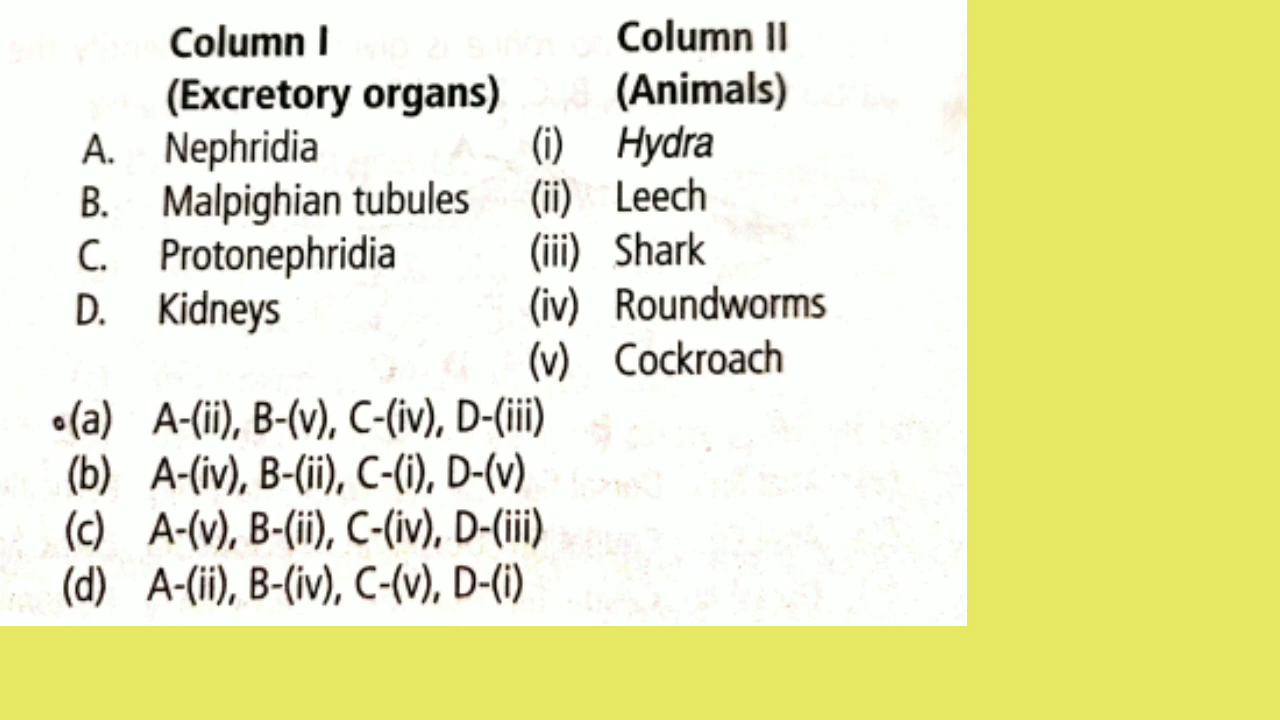 Column I Column II
(Excretory organs) (Animals)
A. Nephridia (i) Hydra
B. Malpighian tubules (ii) Leech
C. Protonephridia (iii) Shark
D. Kidneys (iv) Roundworms
(v) Cockroach
(a) A-(ii), B-(v), C-(iv), D-(iii)
(b) A-(iv), B-(ii), C-(i), D-(v)
(c) A-(v), B-(ii), C-(iv), D-(iii)
(d) A-(ii), B-(iv), C-(v), D-(i)